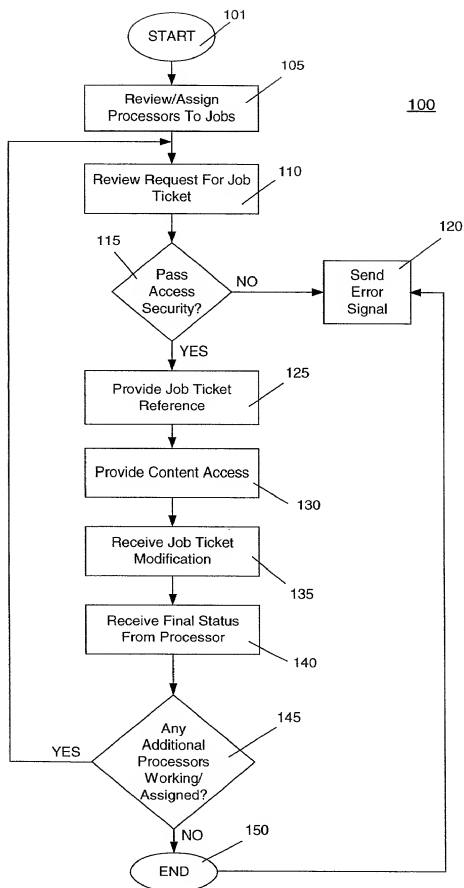 101
START
105
Review/Assign
Processors To Jobs
100
Review Request For Job
Ticket
110
115
120
Pass
Access
Security?
NO
Send
Error
Signal
YES
Provide Job Ticket
Reference
125
Provide Content Access
130
Receive Job Ticket
Modification
135
Receive Final Status
From Processor
140
145
YES
Any
Additional
Processors
Working/
Assigned?
NO
150
END